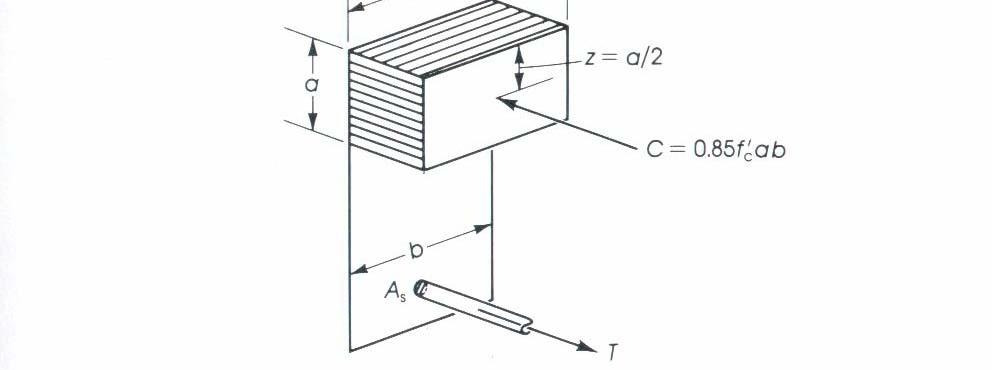 z = a/2
a
C = 0.85f′cab
b
As
T